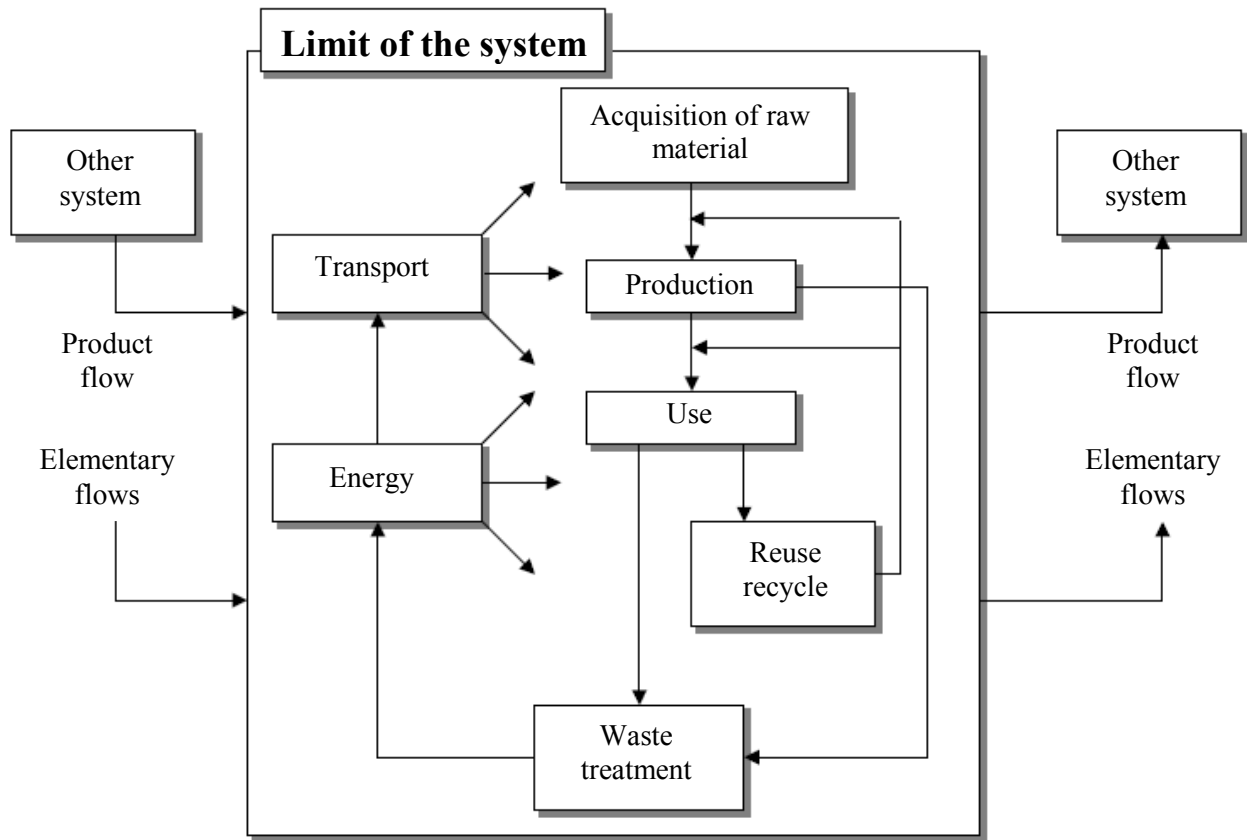 Limit of the system
Acquisition of raw
material
Other
system
Other
system
Transport
Production
Product
flow
Product
flow
Use
Elementary
flows
Energy
Elementary
flows
Reuse
recycle
Waste
treatment